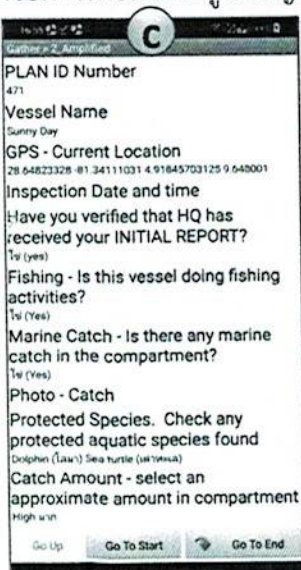 C
Gather > 2_Amplified
PLAN ID Number
471
Vessel Name
Sunny Day
GPS - Current Location
28.64823328 -81.34111031 4.91845703125 9.648001
Inspection Date and time
Have you verified that HQ has
received your INITIAL REPORT?
ใช่ (yes)
Fishing - Is this vessel doing fishing
activities?
ใช่ (Yes)
Marine Catch - Is there any marine
catch in the compartment?
ใช่ (Yes)
Photo - Catch
Protected Species. Check any
protected aquatic species found
Dolphin (โลมา) Sea turtle (เต่าทะเล)
Catch Amount - select an
approximate amount in compartment
High มาก
Go Up Go To Start Go To End